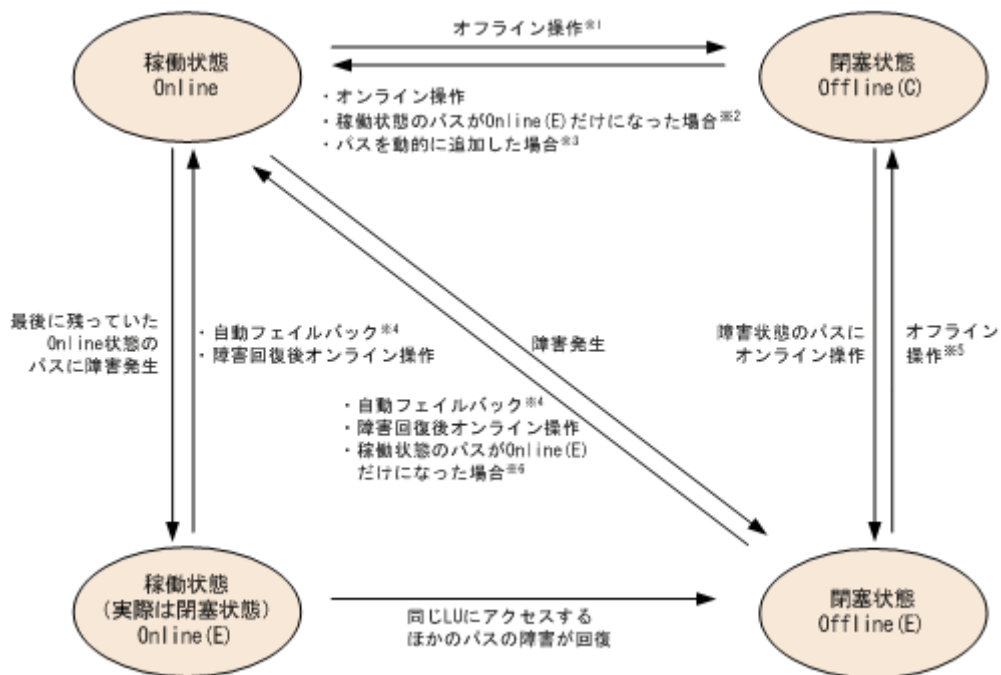 オフライン操作※1
稼働状態
Online
閉塞状態
Offline(C)
・オンライン操作
・稼働状態のパスがOnline(E)だけになった場合※2
・パスを動的に追加した場合※3
最後に残っていた
Online状態の
パスに障害発生
・自動フェイルバック※4
・障害回復後オンライン操作
障害発生
障害状態のパスに
オンライン操作
オフライン
操作※5
・自動フェイルバック※4
・障害回復後オンライン操作
・稼働状態のパスがOnline(E)
だけになった場合※6
稼働状態
(実際は閉塞状態)
Online(E)
同じLUにアクセスする
ほかのパスの障害が回復
閉塞状態
Offline(E)